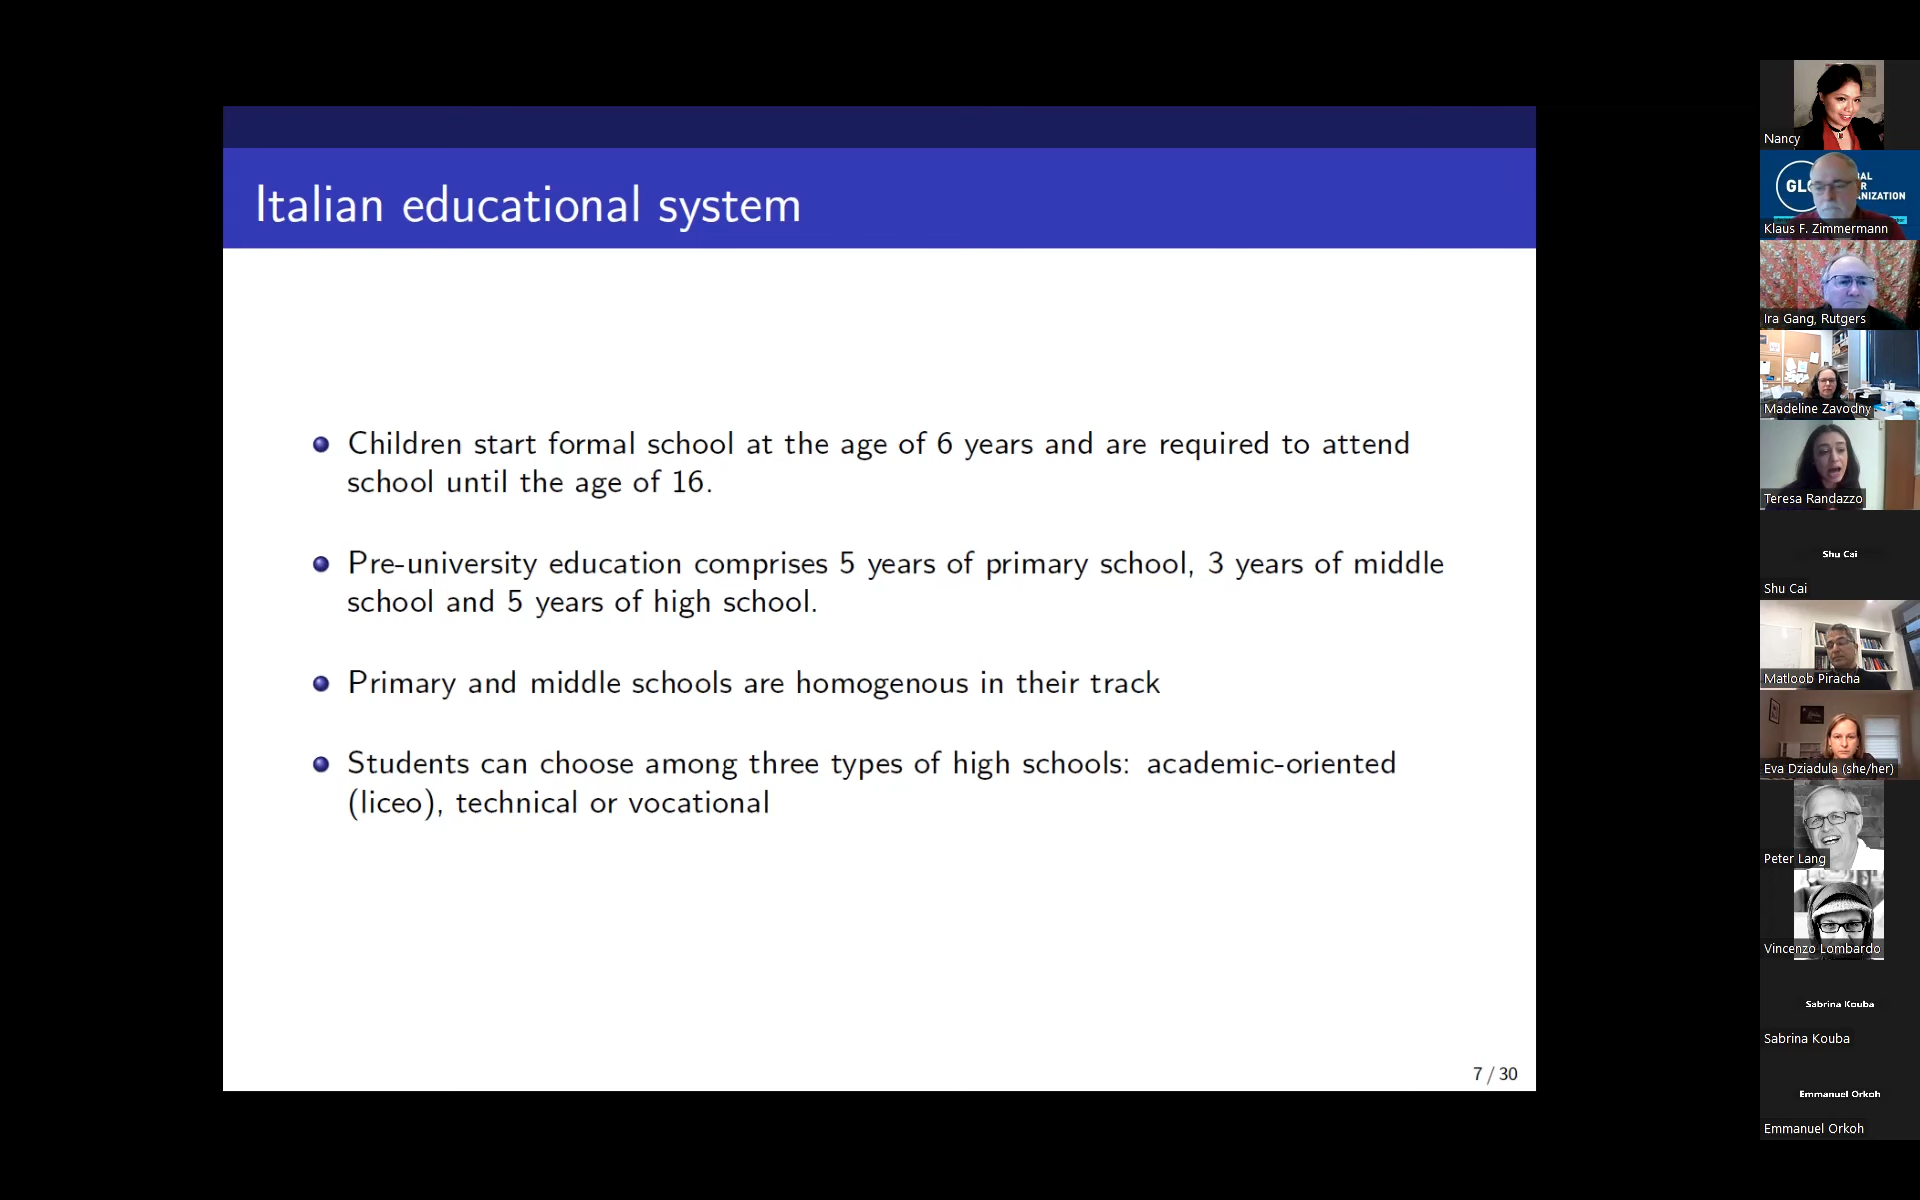 Italian educational system
Children start formal school at the age of 6 years and are required to attend
school until the age of 16.
Pre-university education comprises 5 years of primary school, 3 years of middle
school and 5 years of high school.
Primary and middle schools are homogenous in their track
Students can choose among three types of high schools: academic-oriented
(liceo), technical or vocational
7 / 30
Nancy
Klaus F. Zimmermann
Ira Gang, Rutgers
Madeline Zavodny
Teresa Randazzo
Shu Cai
Shu Cai
Matloob Piracha
Eva Dziadula (she/her)
Peter Lang
Vincenzo Lombardo
Sabrina Kouba
Sabrina Kouba
Emmanuel Orkoh
Emmanuel Orkoh